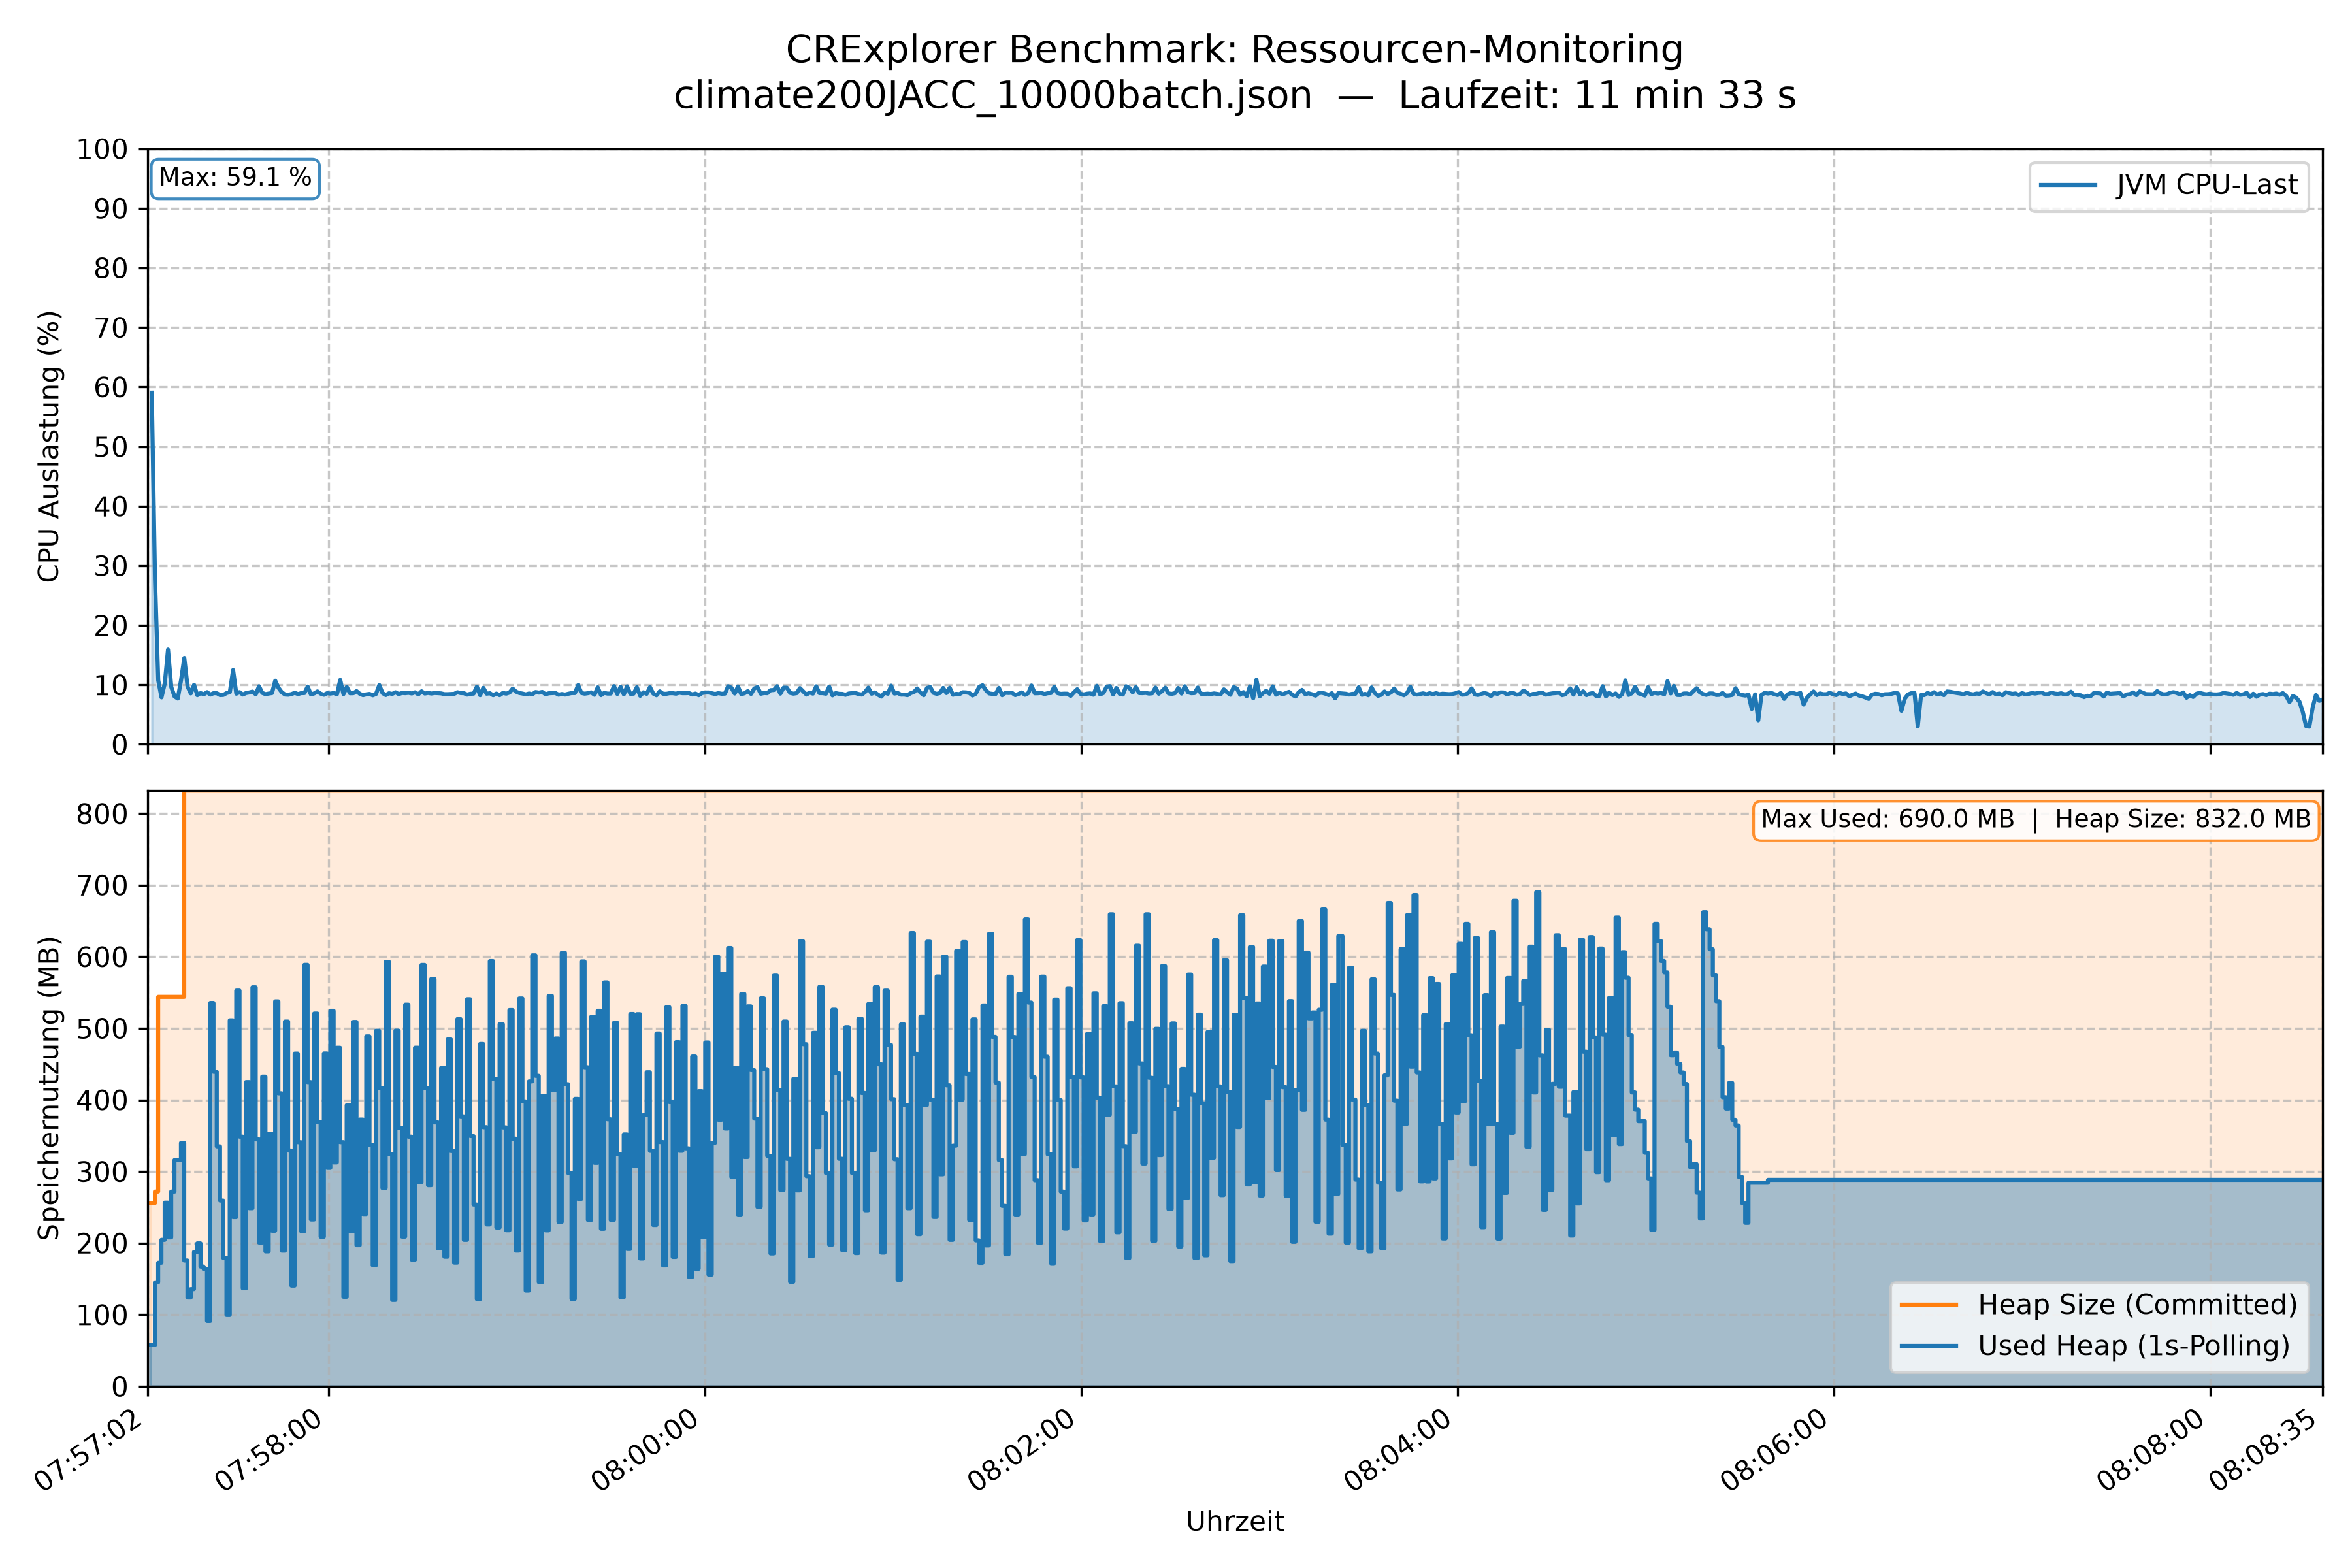 CRExplorer Benchmark: Ressourcen-Monitoring
climate200JACC_10000batch.json — Laufzeit: 11 min 33 s
CPU Auslastung (%)
100
90
80
70
60
50
40
30
20
10
0
Max: 59.1 %
JVM CPU-Last
Speichernutzung (MB)
800
700
600
500
400
300
200
100
0
Max Used: 690.0 MB | Heap Size: 832.0 MB
Heap Size (Committed)
Used Heap (1s-Polling)
07:57:02
07:58:00
08:00:00
08:02:00
08:04:00
08:06:00
08:08:00
08:08:35
Uhrzeit